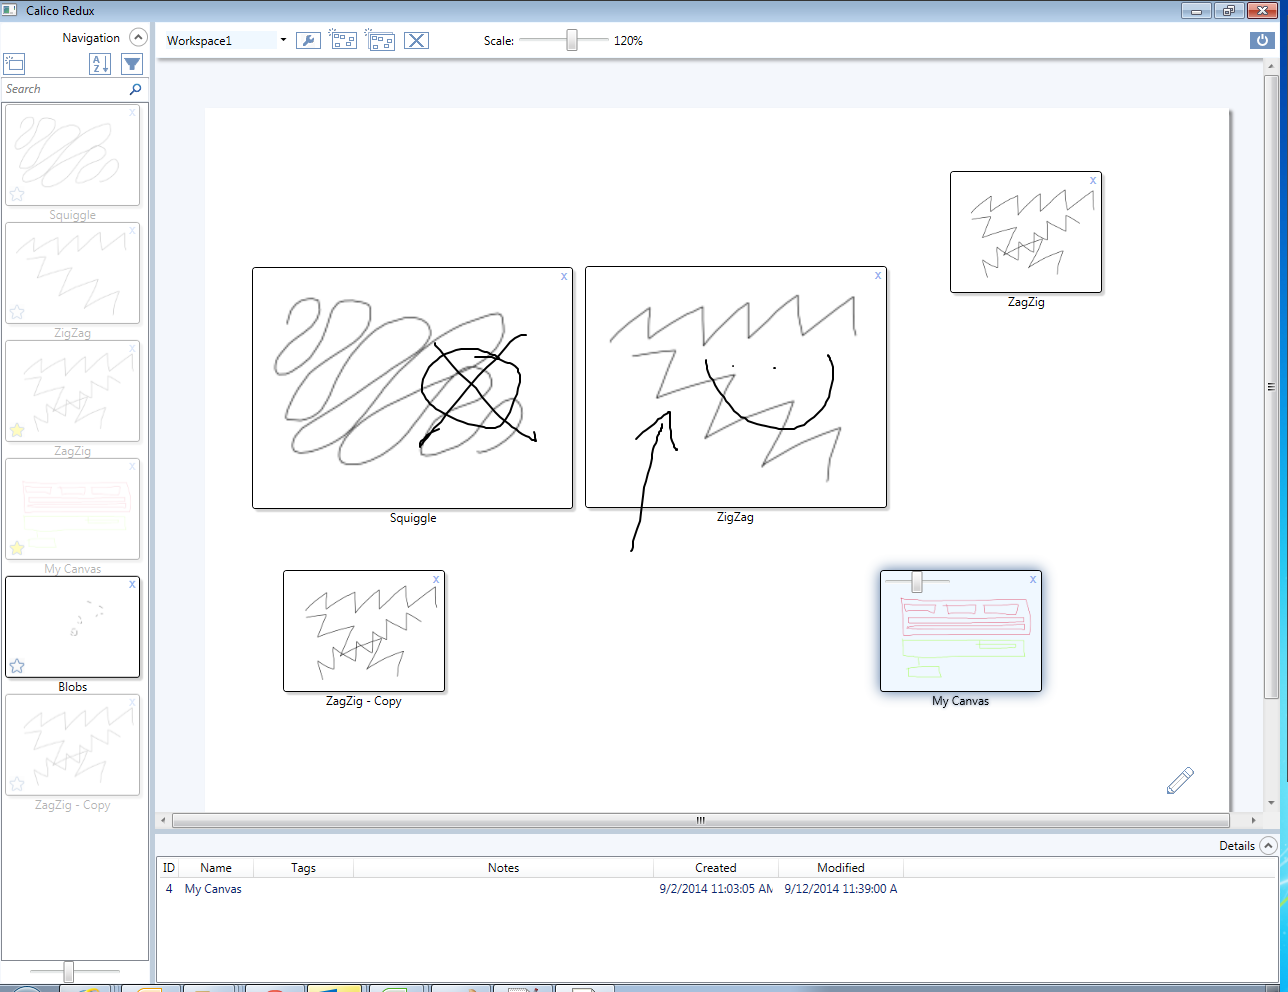 Calico Redux
Navigation
Workspace1
Scale:
120%
A
Z
Search
x
Squiggle
x
ZigZag
x
ZagZig
x
My Canvas
x
Blobs
x
ZagZig - Copy
x
Squiggle
x
ZigZag
x
ZagZig
x
ZagZig - Copy
x
My Canvas
Details
ID Name Tags Notes Created Modified
4 My Canvas 9/2/2014 11:03:05 AM 9/12/2014 11:39:00 A